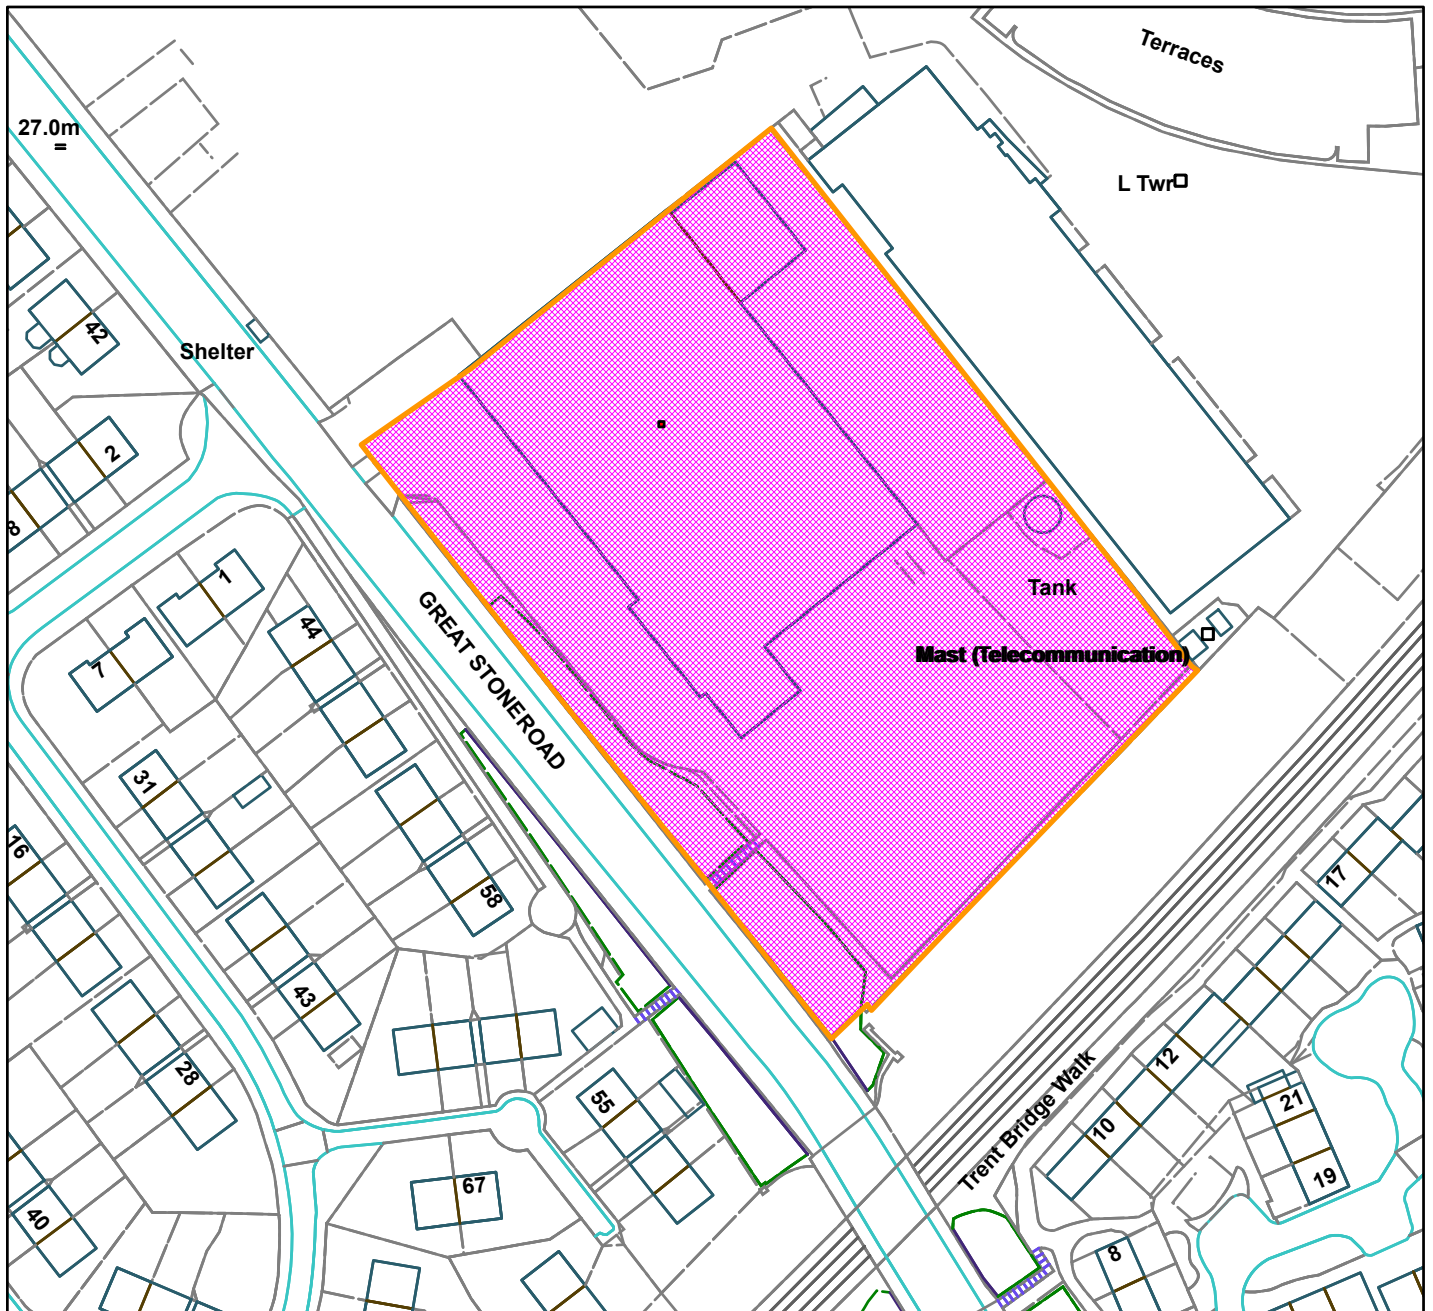 Terraces
27.0m
L Twr
42
Shelter
2
8
1
44
7
GREAT STONEROAD
Tank
Mast (Telecommunication)
31
16
58
17
43
28
12
55
10
21
Trent Bridge Walk
67
19
40
8